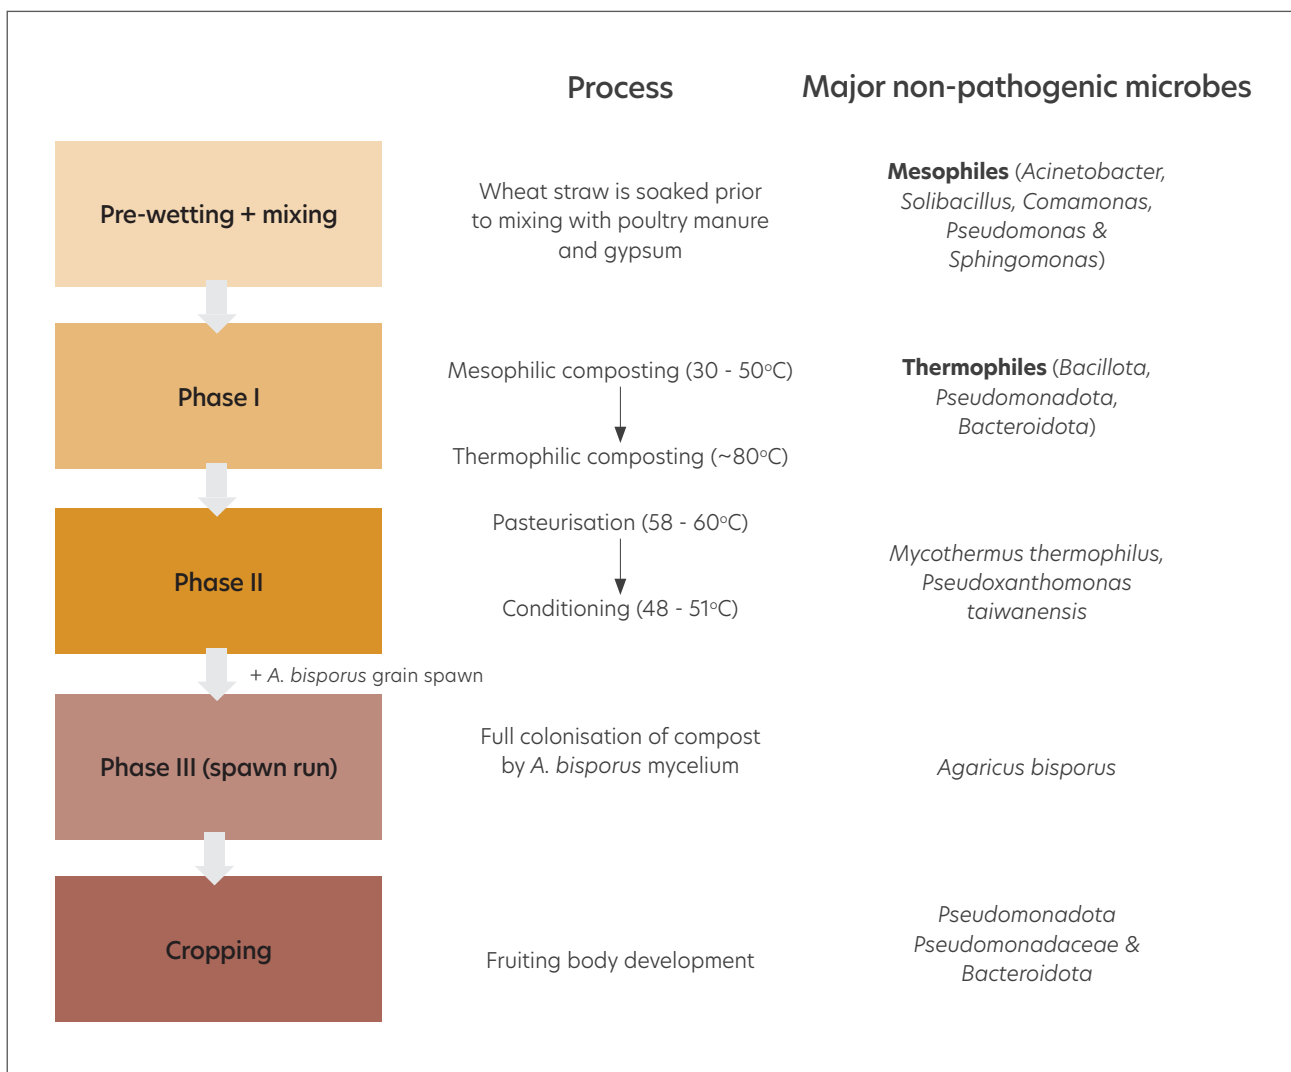 Process
Major non-pathogenic microbes
Pre-wetting + mixing
Wheat straw is soaked prior
to mixing with poultry manure
and gypsum
Mesophiles (Acinetobacter,
Solibacillus, Comamonas,
Pseudomonas &
Sphingomonas)
Phase I
Mesophilic composting (30 - 50°C)
Thermophilic composting (~80°C)
Thermophiles (Bacillota,
Pseudomonadota,
Bacteroidota)
Phase II
Pasteurisation (58 - 60°C)
Conditioning (48 - 51°C)
Mycothermus thermophilus,
Pseudoxanthomonas
taiwanensis
+ A. bisporus grain spawn
Phase III (spawn run)
Full colonisation of compost
by A. bisporus mycelium
Agaricus bisporus
Cropping
Fruiting body development
Pseudomonadota
Pseudomonadaceae &
Bacteroidota